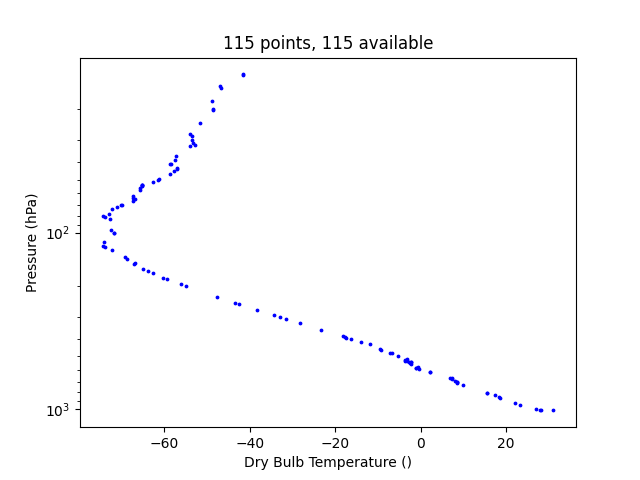 115 points, 115 available
Pressure (hPa)
10²
10³
−60
−40
−20
0
20
Dry Bulb Temperature ()